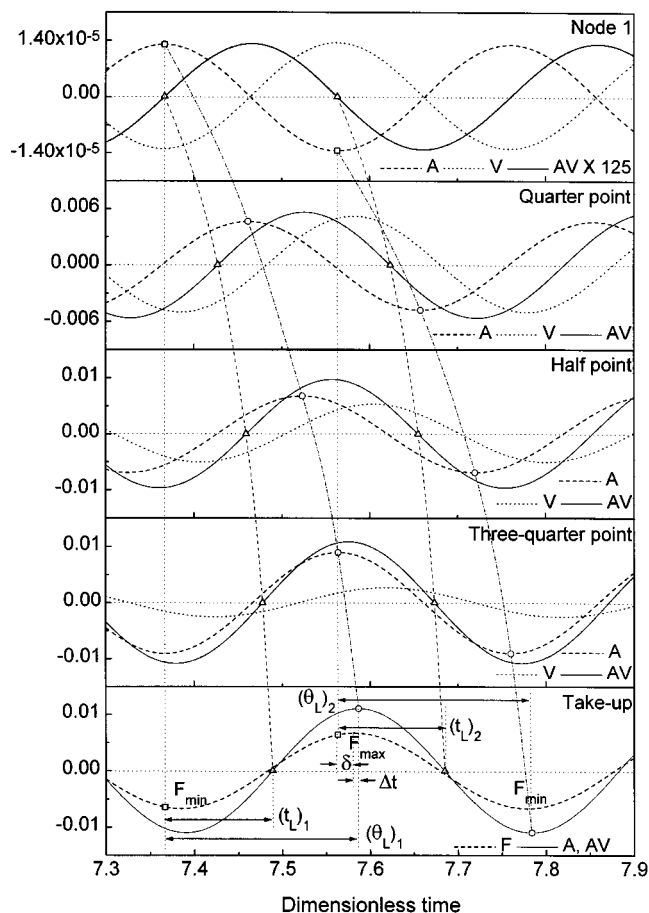 Node 1
1.40x10-5
0.00
-1.40x10-5
A V AV X 125
Quarter point
0.006
0.000
-0.006
A V AV
Half point
0.01
0.00
-0.01
A
V AV
Three-quarter point
0.01
0.00
-0.01
A
V AV
Take-up
(θL)2
0.01
(tL)2
Fmax
δ
0.00
Δt
Fmin
Fmin
(tL)1
-0.01
(θL)1
F A, AV
7.3 7.4 7.5 7.6 7.7 7.8 7.9
Dimensionless time